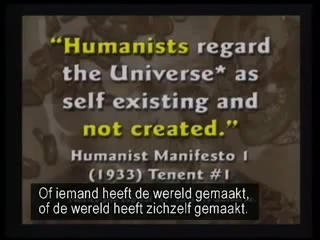 “Humanists regard
the Universe* as
self existing and
not created.”
Humanist Manifesto 1
(1933) Tenent #1
Of iemand heeft de wereld gemaakt,
of de wereld heeft zichzelf gemaakt.